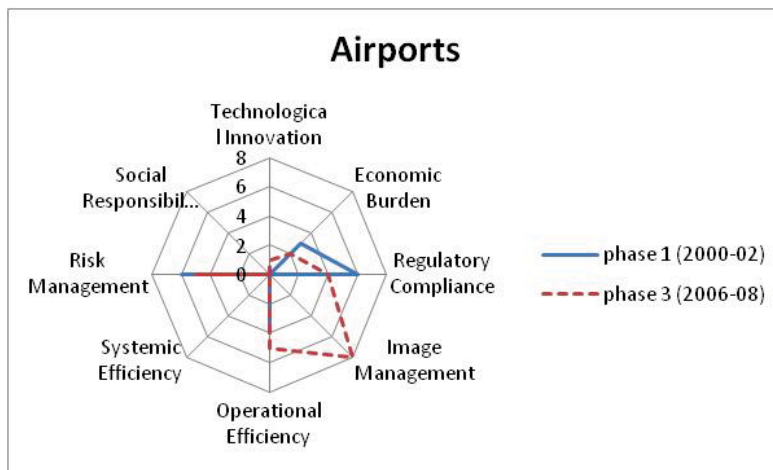 Airports
Technologica
l Innovation
8
6
4
2
0
Economic
Burden
Regulatory
Compliance
Image
Management
Operational
Efficiency
Systemic
Efficiency
Risk
Management
Social
Responsibil...
phase 1 (2000-02)
phase 3 (2006-08)